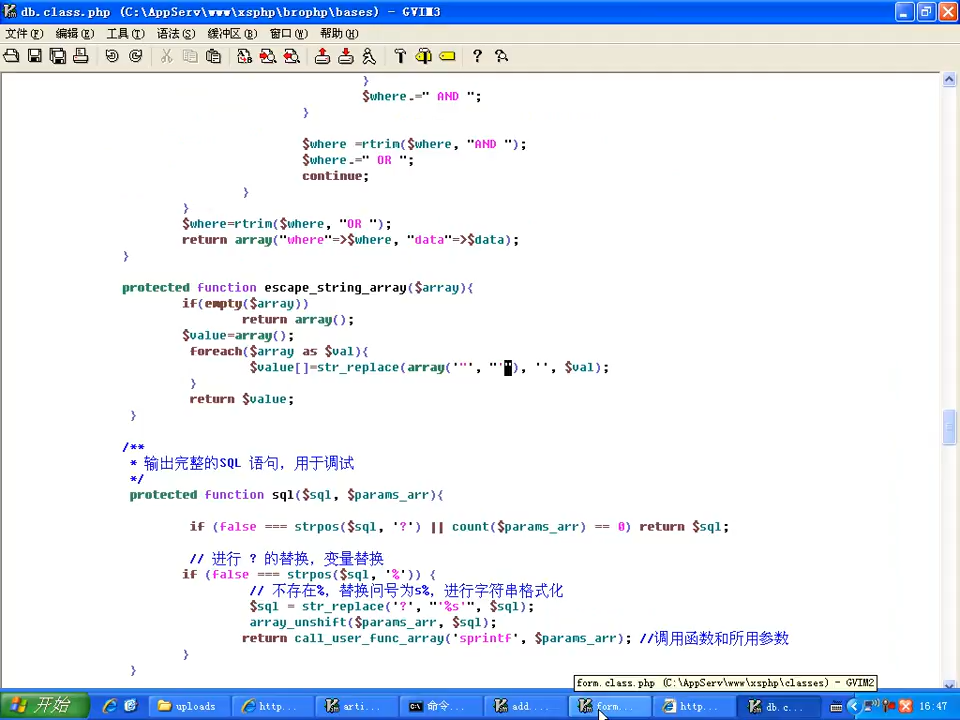 db.class.php (C:\AppServ\www\xsphp\brophp\bases) - GVIM3
文件(F) 编辑(E) 工具(T) 语法(S) 缓冲区(B) 窗口(W) 帮助(H)
}
$where.=" AND ";
}
$where =rtrim($where, "AND ");
$where.=" OR ";
continue;
}
}
$where=rtrim($where, "OR ");
return array("where"=>$where, "data"=>$data);
}
protected function escape_string_array($array){
if(empty($array))
return array();
$value=array();
foreach($array as $val){
$value[]=str_replace(array('"', "'"), '', $val);
}
return $value;
}
/**
* 输出完整的SQL 语句，用于调试
*/
protected function sql($sql, $params_arr){
if (false === strpos($sql, '?') || count($params_arr) == 0) return $sql;
// 进行 ? 的替换，变量替换
if (false === strpos($sql, '%')) {
// 不存在%，替换问号为s%，进行字符串格式化
$sql = str_replace('?', "'%s'", $sql);
array_unshift($params_arr, $sql);
return call_user_func_array('sprintf', $params_arr); //调用函数和所用参数
}
}
form.class.php (C:\AppServ\www\xsphp\classes) - GVIM2
开始 uploads http... arti... 命令... add.... form... http... db.c... 16:47